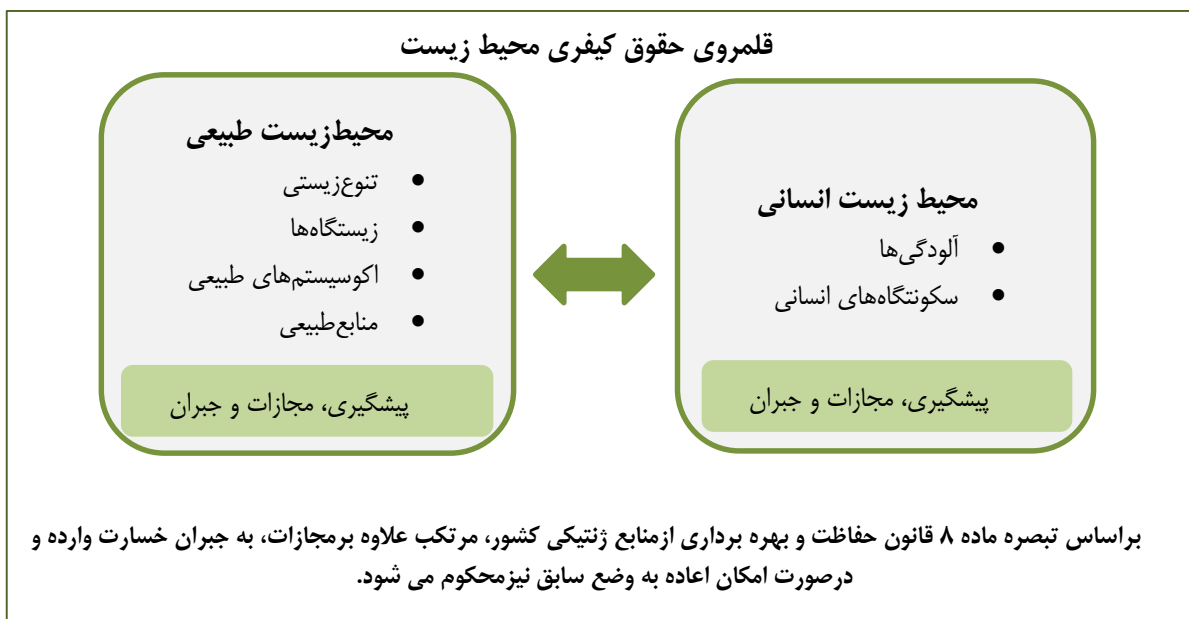 قلمروی حقوق کیفری محیط زیست
محیط زیست انسانی
آلودگی‌ها
سکونتگاه‌های انسانی
پیشگیری، مجازات و جبران
محیط‌زیست طبیعی
تنوع‌زیستی
زیستگاه‌ها
اکوسیستم‌های طبیعی
منابع‌طبیعی
پیشگیری، مجازات و جبران
براساس تبصره ماده ۸ قانون حفاظت و بهره برداری ازمنابع ژنتیکی کشور، مرتکب علاوه برمجازات، به جبران خسارت وارده و
درصورت امکان اعاده به وضع سابق نیزمحکوم می شود.